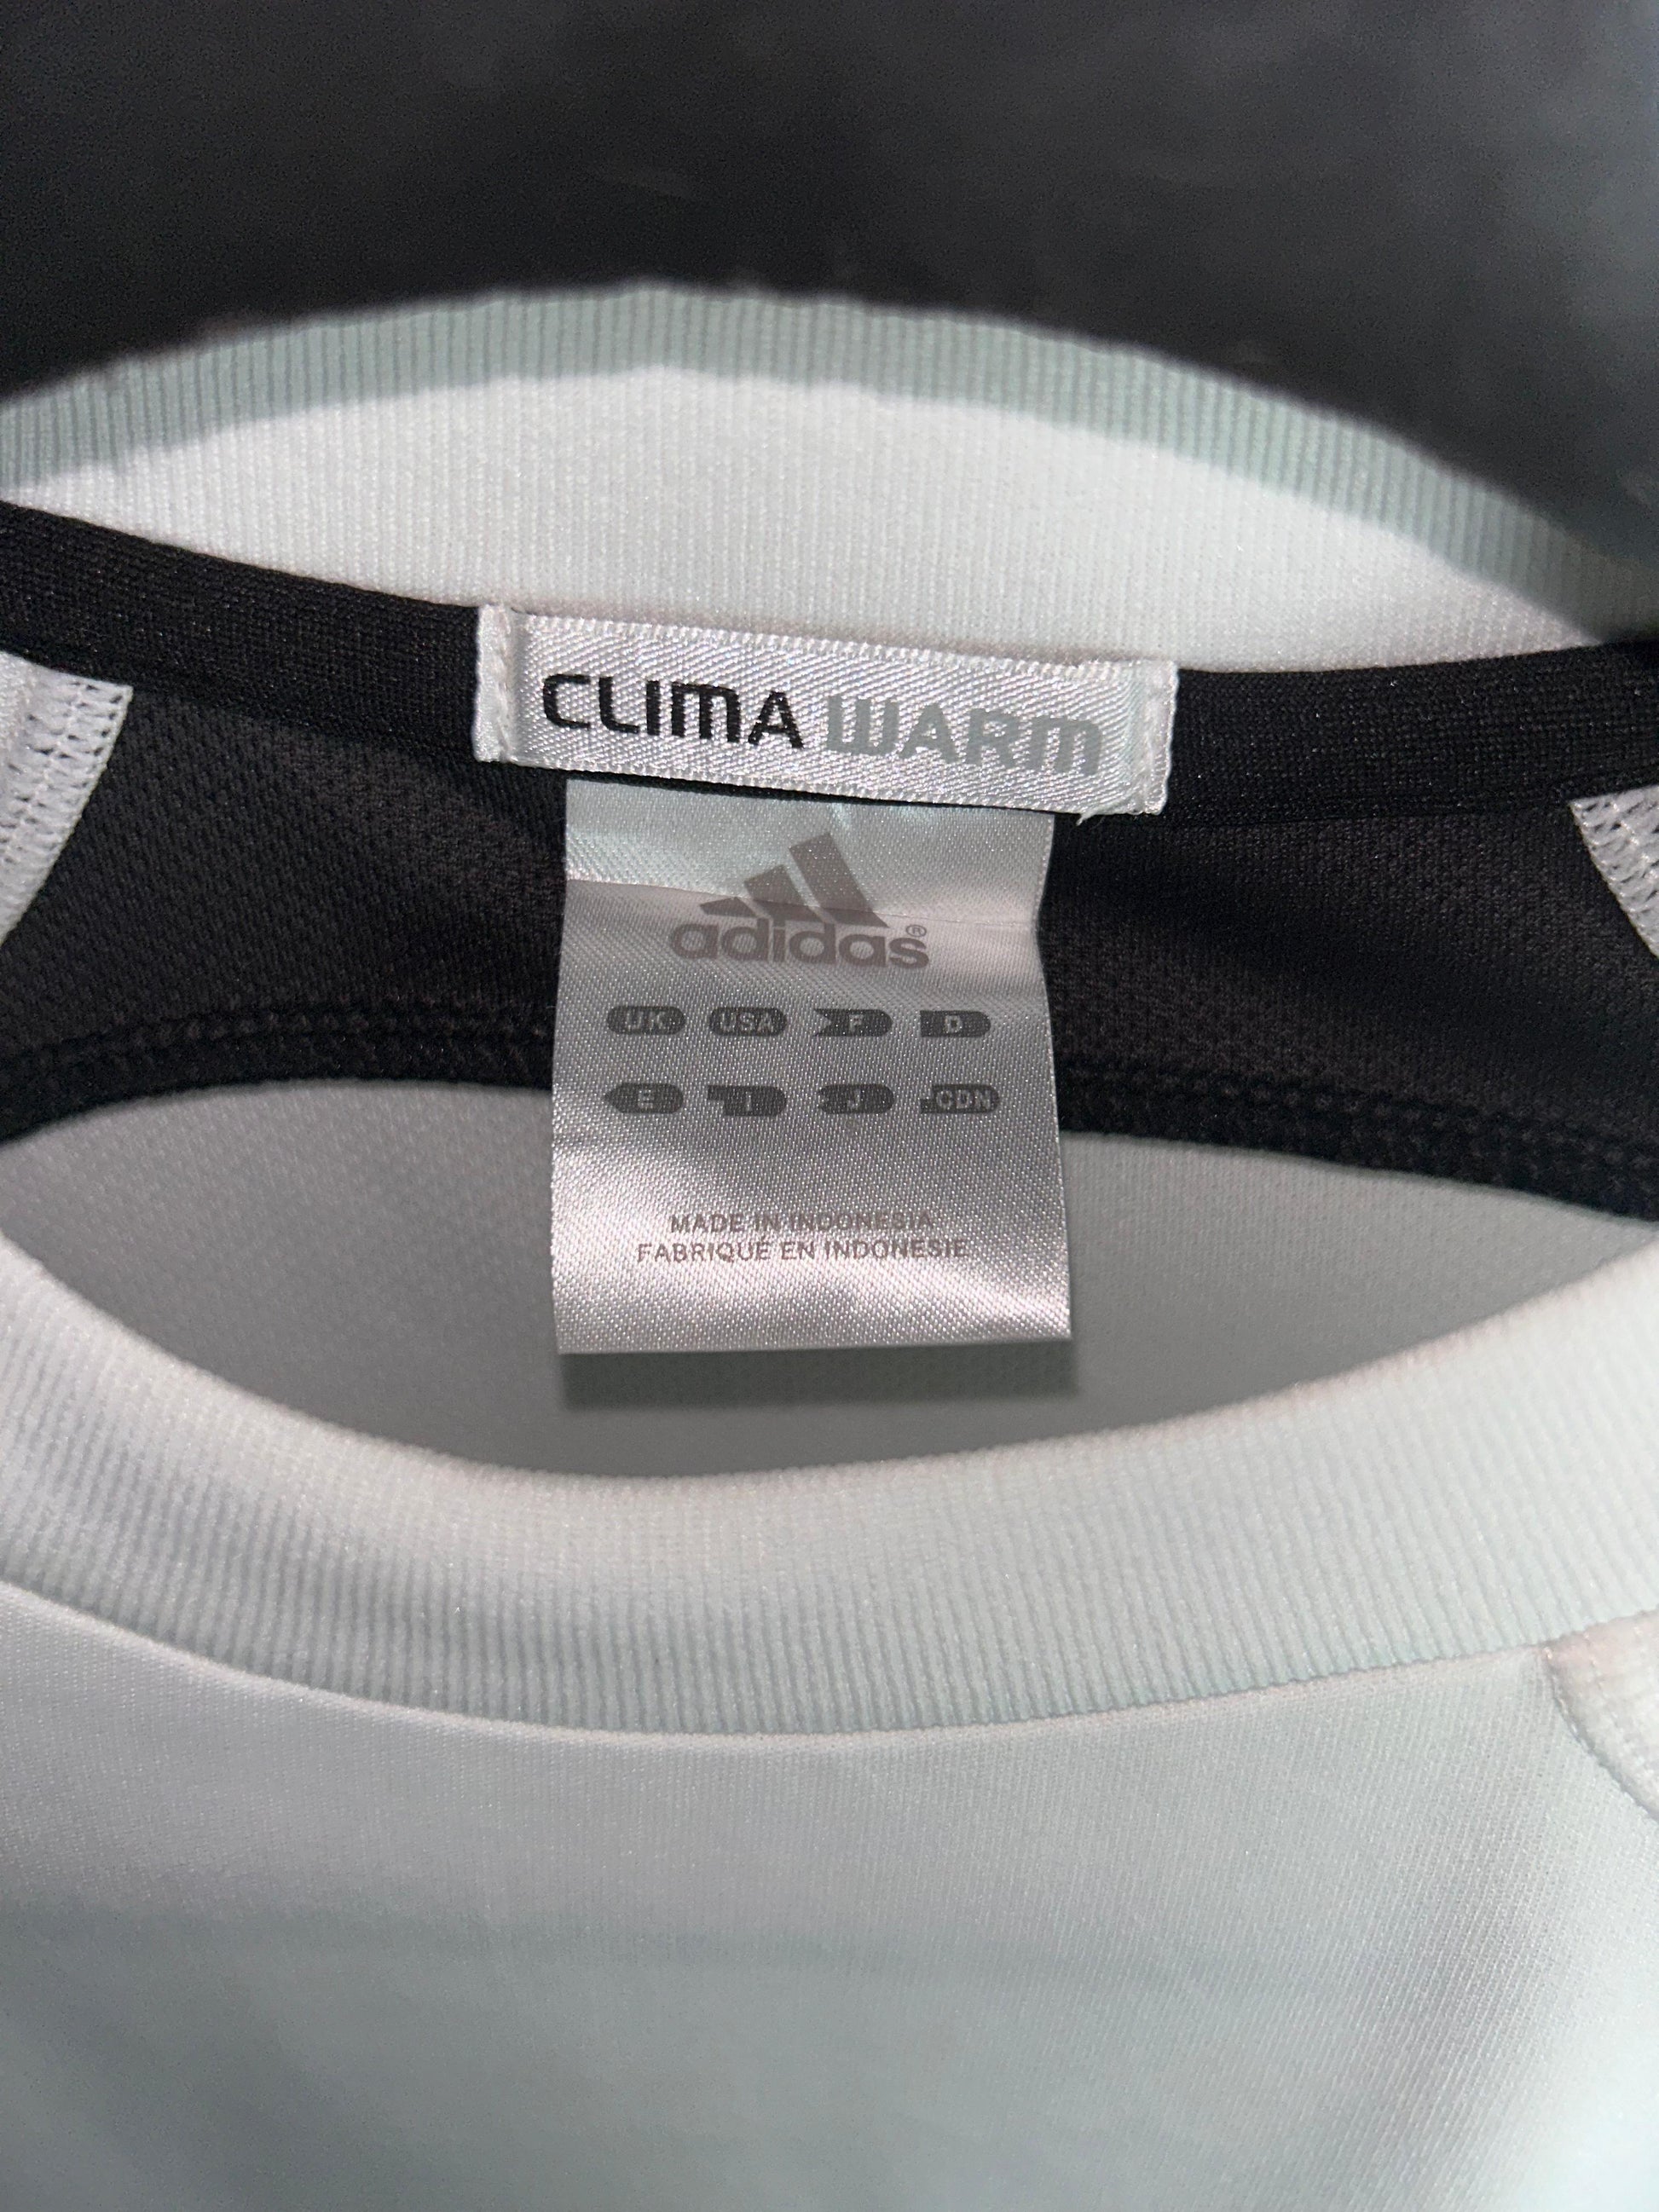 CLIMA WARM
adidas®
UK USA F D
E I J CDN
MADE IN INDONESIA
FABRIQUÉ EN INDONESIE